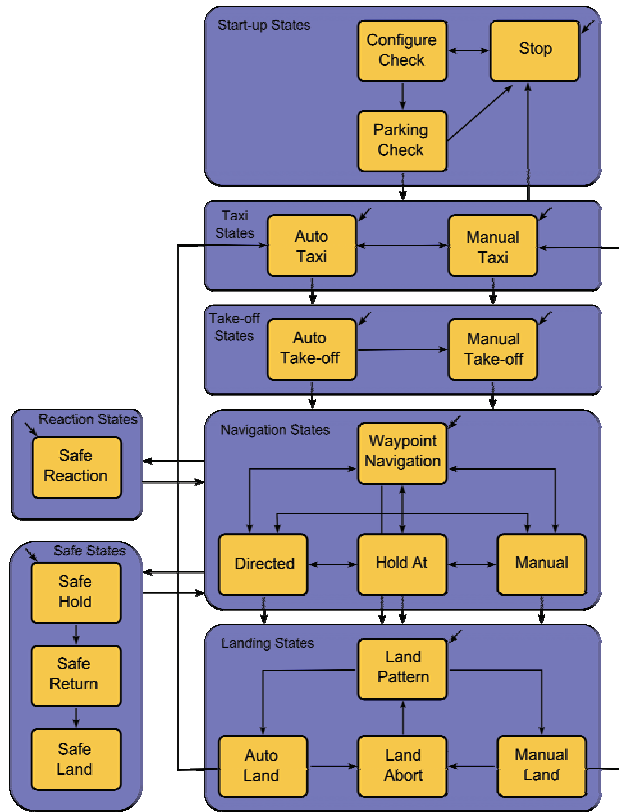 Start-up States
Configure
Check
Stop
Parking
Check
Taxi
States
Auto
Taxi
Manual
Taxi
Take-off
States
Auto
Take-off
Manual
Take-off
Reaction States
Safe
Reaction
Navigation States
Waypoint
Navigation
Directed
Hold At
Manual
Safe States
Safe
Hold
Safe
Return
Safe
Land
Landing States
Land
Pattern
Auto
Land
Land
Abort
Manual
Land